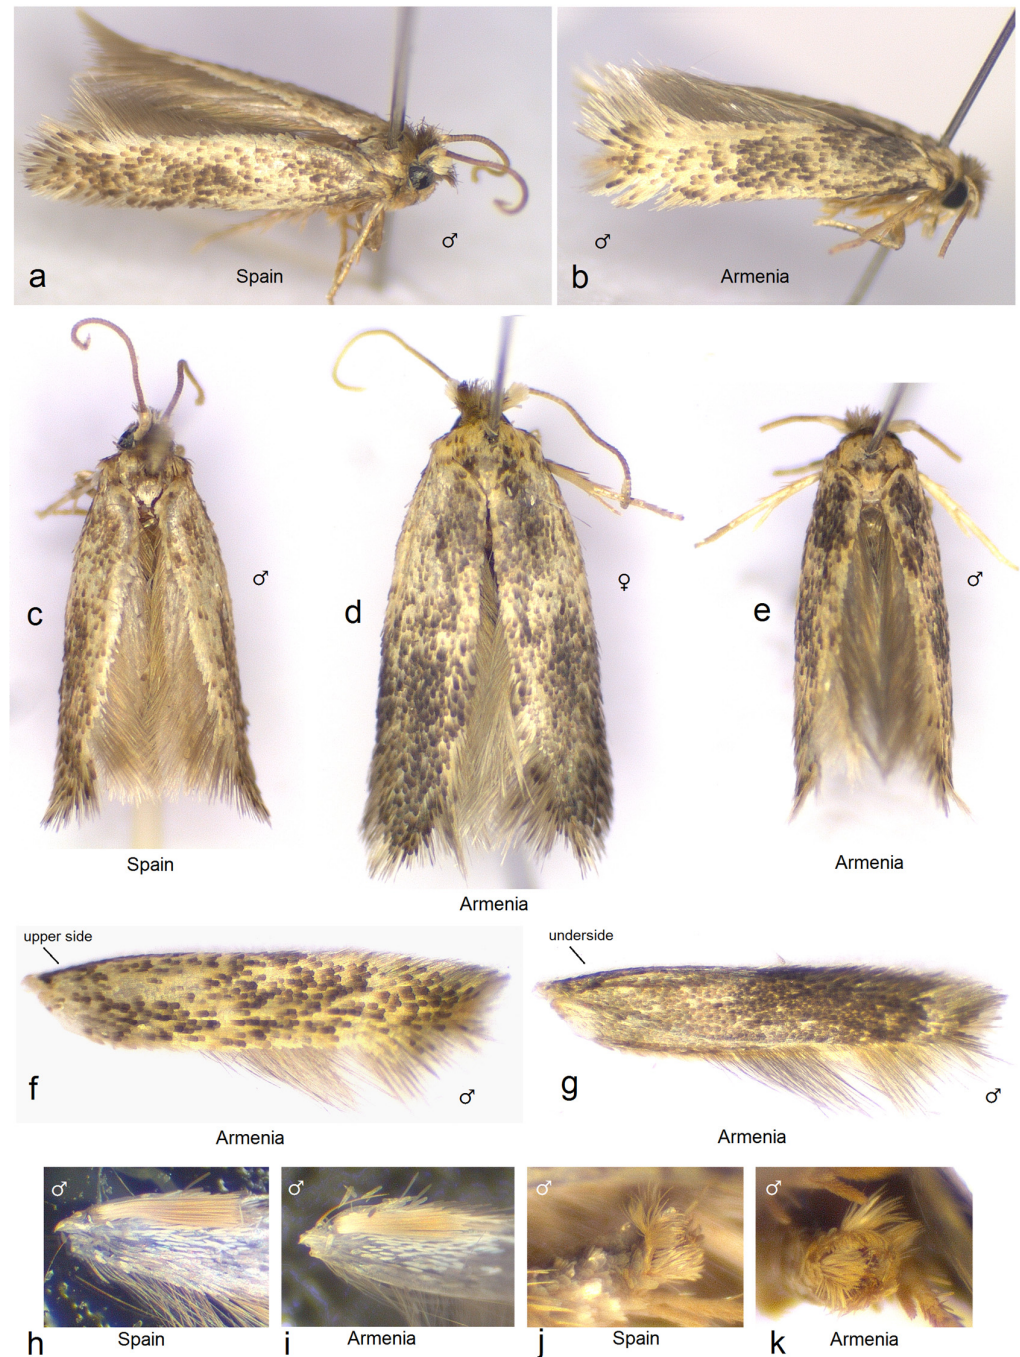 ♂
a
Spain
♂
b
Armenia
c
♂
Spain
d
♀
Armenia
e
♂
Armenia
upper side
f
♂
Armenia
underside
g
♂
Armenia
♂
h
Spain
♂
i
Armenia
♂
j
Spain
♂
k
Armenia